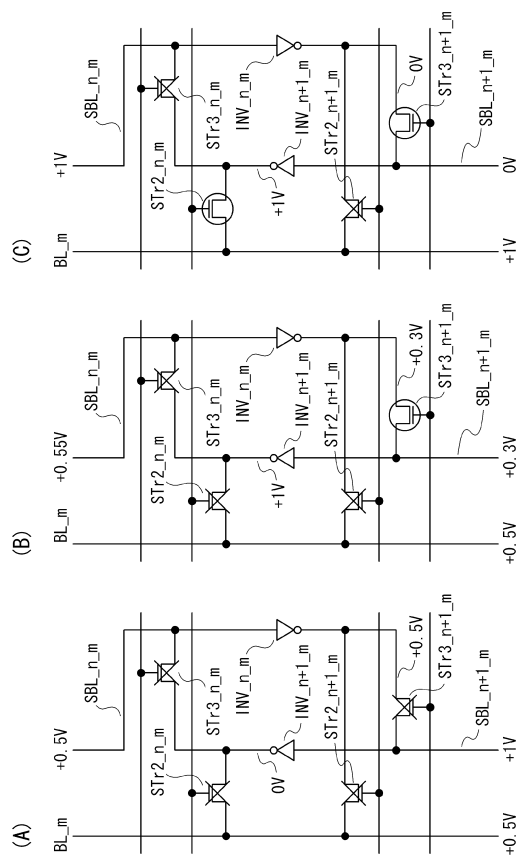 (A)
BL_m
+0.5V
SBL_n_m
STr2_n_m
STr3_n_m
0V
INV_n_m
INV_n+1_m
STr2_n+1_m
+0.5V
STr3_n+1_m
SBL_n+1_m
+0.5V
+1V
(B)
BL_m
+0.55V
SBL_n_m
STr2_n_m
STr3_n_m
+1V
INV_n_m
INV_n+1_m
STr2_n+1_m
+0.3V
STr3_n+1_m
SBL_n+1_m
+0.5V
+0.3V
(C)
BL_m
+1V
SBL_n_m
STr2_n_m
STr3_n_m
+1V
INV_n_m
INV_n+1_m
STr2_n+1_m
0V
STr3_n+1_m
SBL_n+1_m
+1V
0V